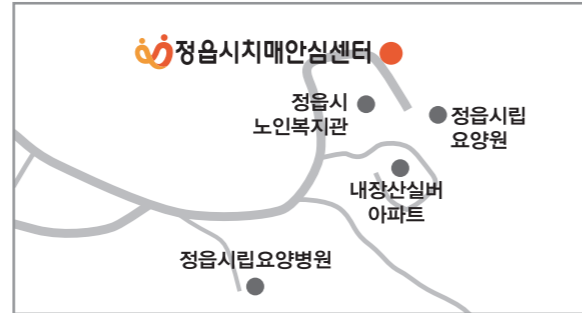 정읍시치매안심센터
정읍시
노인복지관
정읍시립
요양원
내장산실버
아파트
정읍시립요양병원